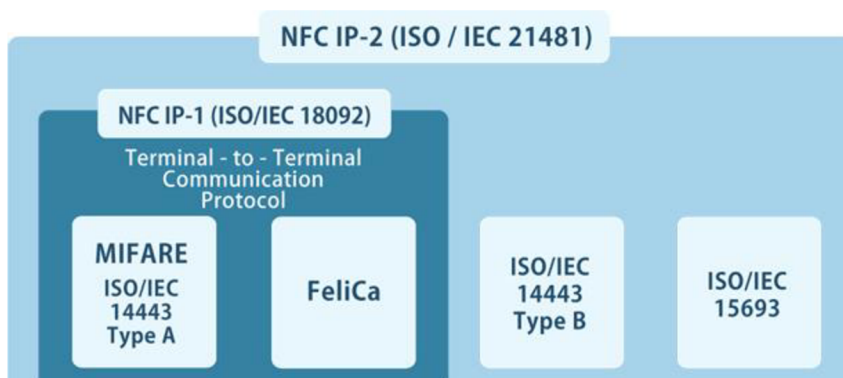 NFC IP-2 (ISO / IEC 21481)
NFC IP-1 (ISO/IEC 18092)
Terminal - to - Terminal
Communication
Protocol
MIFARE
ISO/IEC
14443
Type A
FeliCa
ISO/IEC
14443
Type B
ISO/IEC
15693